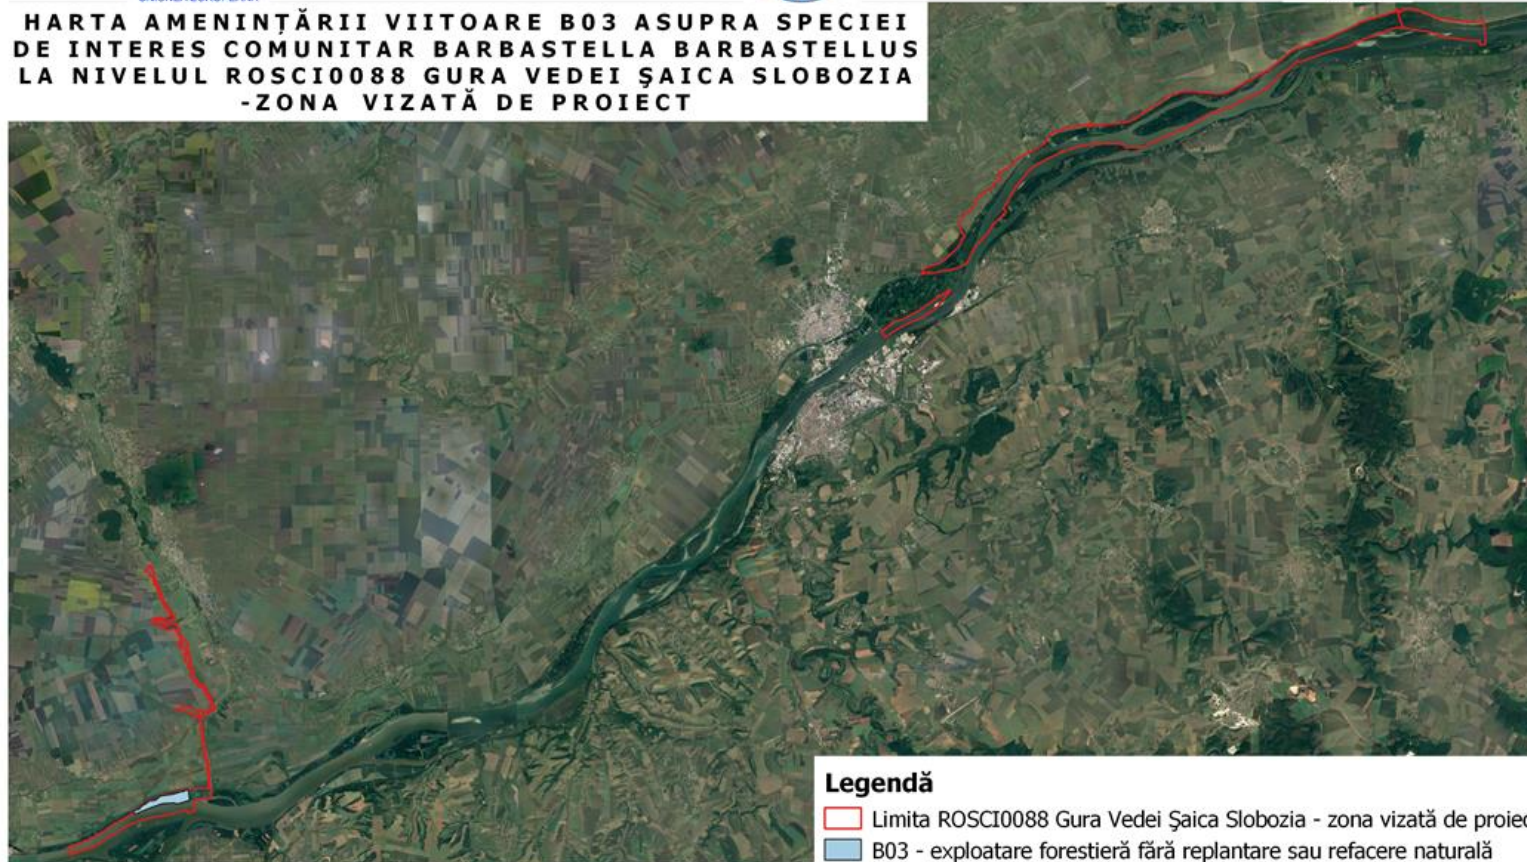 HARTA AMENINȚĂRII VIITOARE B03 ASUPRA SPECIEI
DE INTERES COMUNITAR BARBASTELLA BARBASTELLUS
LA NIVELUL ROSCI0088 GURA VEDEI ŞAICA SLOBOZIA
-ZONA VIZATĂ DE PROIECT
Legendă
Limita ROSCI0088 Gura Vedei Şaica Slobozia - zona vizată de proiec
B03 - exploatare forestieră fără replantare sau refacere naturală